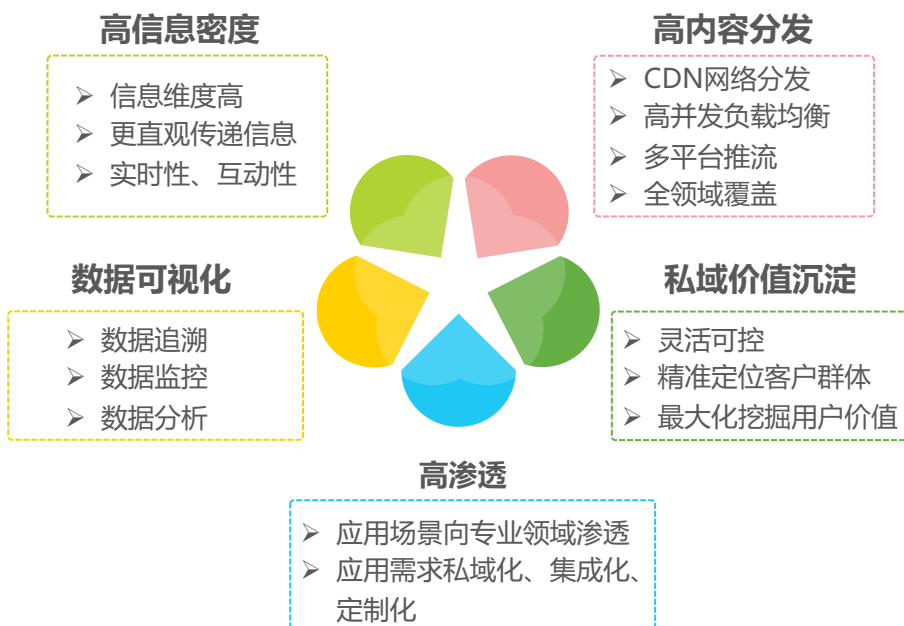 高信息密度
➢ 信息维度高
➢ 更直观传递信息
➢ 实时性、互动性
高内容分发
➢ CDN网络分发
➢ 高并发负载均衡
➢ 多平台推流
➢ 全领域覆盖
数据可视化
➢ 数据追溯
➢ 数据监控
➢ 数据分析
私域价值沉淀
➢ 灵活可控
➢ 精准定位客户群体
➢ 最大化挖掘用户价值
高渗透
➢ 应用场景向专业领域渗透
➢ 应用需求私域化、集成化、
定制化